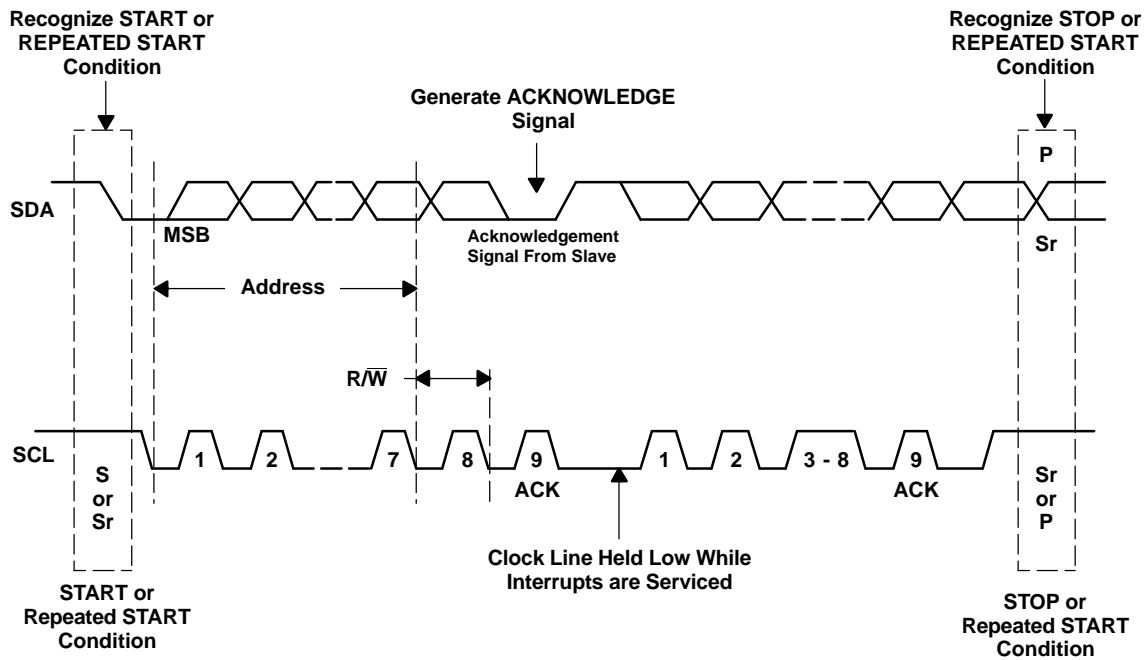 Recognize START or
REPEATED START
Condition
Recognize STOP or
REPEATED START
Condition
Generate ACKNOWLEDGE
Signal
P
SDA
MSB
Acknowledgement
Signal From Slave
Sr
Address
R/W̅
SCL
1
2
7
8
9
1
2
3 - 8
9
ACK
ACK
S
or
Sr
Sr
or
P
Clock Line Held Low While
Interrupts are Serviced
START or
Repeated START
Condition
STOP or
Repeated START
Condition